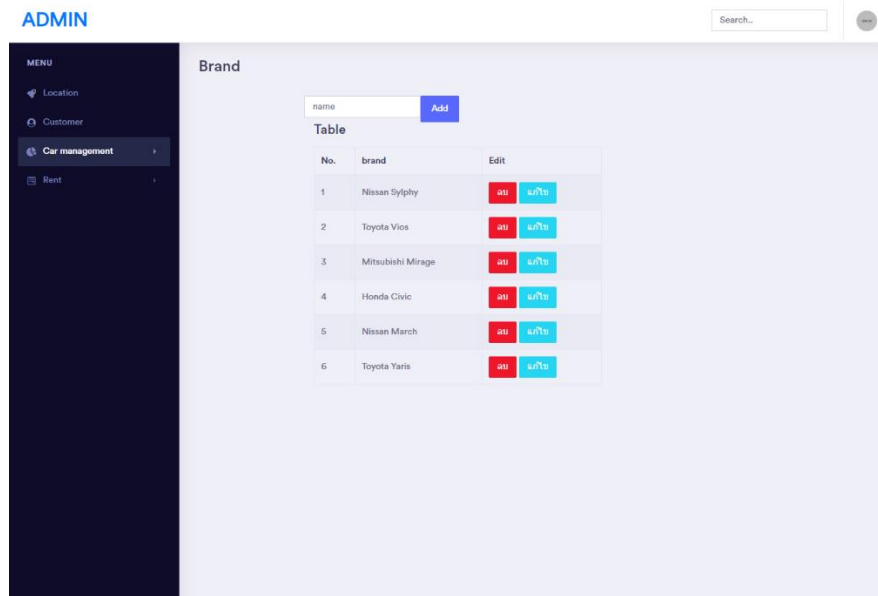 ADMIN
Search..
MENU
Location
Customer
Car management
Rent
Brand
name
Add
Table
No. brand Edit
1 Nissan Sylphy ลบ แก้ไข
2 Toyota Vios ลบ แก้ไข
3 Mitsubishi Mirage ลบ แก้ไข
4 Honda Civic ลบ แก้ไข
5 Nissan March ลบ แก้ไข
6 Toyota Yaris ลบ แก้ไข